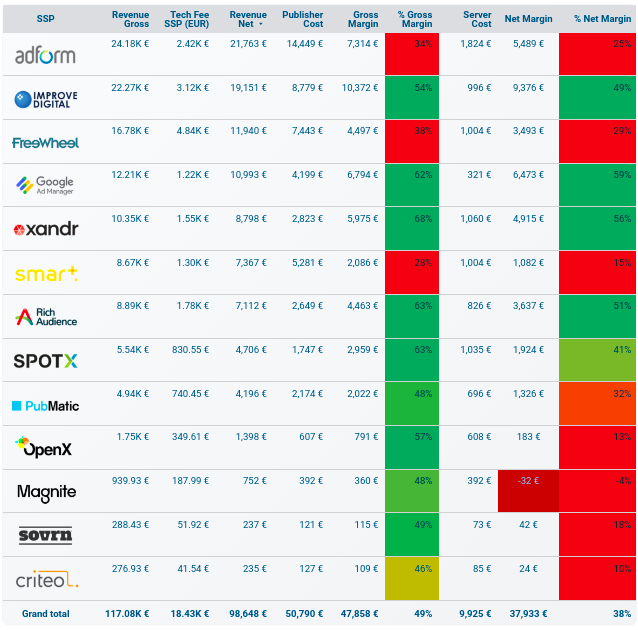 SSP Revenue Gross Tech Fee SSP (EUR) Revenue Net Publisher Cost Gross Margin % Gross Margin Server Cost Net Margin % Net Margin
adform 24.18K € 2.42K € 21,763 € 14,449 € 7,314 € 34% 1,824 € 5,489 € 25%
IMPROVE DIGITAL 22.27K € 3.12K € 19,151 € 8,779 € 10,372 € 54% 996 € 9,376 € 49%
FreeWheel 16.78K € 4.84K € 11,940 € 7,443 € 4,497 € 38% 1,004 € 3,493 € 29%
Google Ad Manager 12.21K € 1.22K € 10,993 € 4,199 € 6,794 € 62% 321 € 6,473 € 59%
xandr 10.35K € 1.55K € 8,798 € 2,823 € 5,975 € 68% 1,060 € 4,915 € 56%
smar 8.67K € 1.30K € 7,367 € 5,281 € 2,086 € 28% 1,004 € 1,082 € 15%
Rich Audience 8.89K € 1.78K € 7,112 € 2,649 € 4,463 € 63% 826 € 3,637 € 51%
SPOTX 5.54K € 830.55 € 4,706 € 1,747 € 2,959 € 63% 1,035 € 1,924 € 41%
PubMatic 4.94K € 740.45 € 4,196 € 2,174 € 2,022 € 48% 696 € 1,326 € 32%
OpenX 1.75K € 349.61 € 1,398 € 607 € 791 € 57% 608 € 183 € 13%
Magnite 939.93 € 187.99 € 752 € 392 € 360 € 48% 392 € -32 € -4%
sovrn 288.43 € 51.92 € 237 € 121 € 115 € 49% 73 € 42 € 18%
criteo 276.93 € 41.54 € 235 € 127 € 109 € 46% 85 € 24 € 10%
Grand total 117.08K € 18.43K € 98,648 € 50,790 € 47,858 € 49% 9,925 € 37,933 € 38%